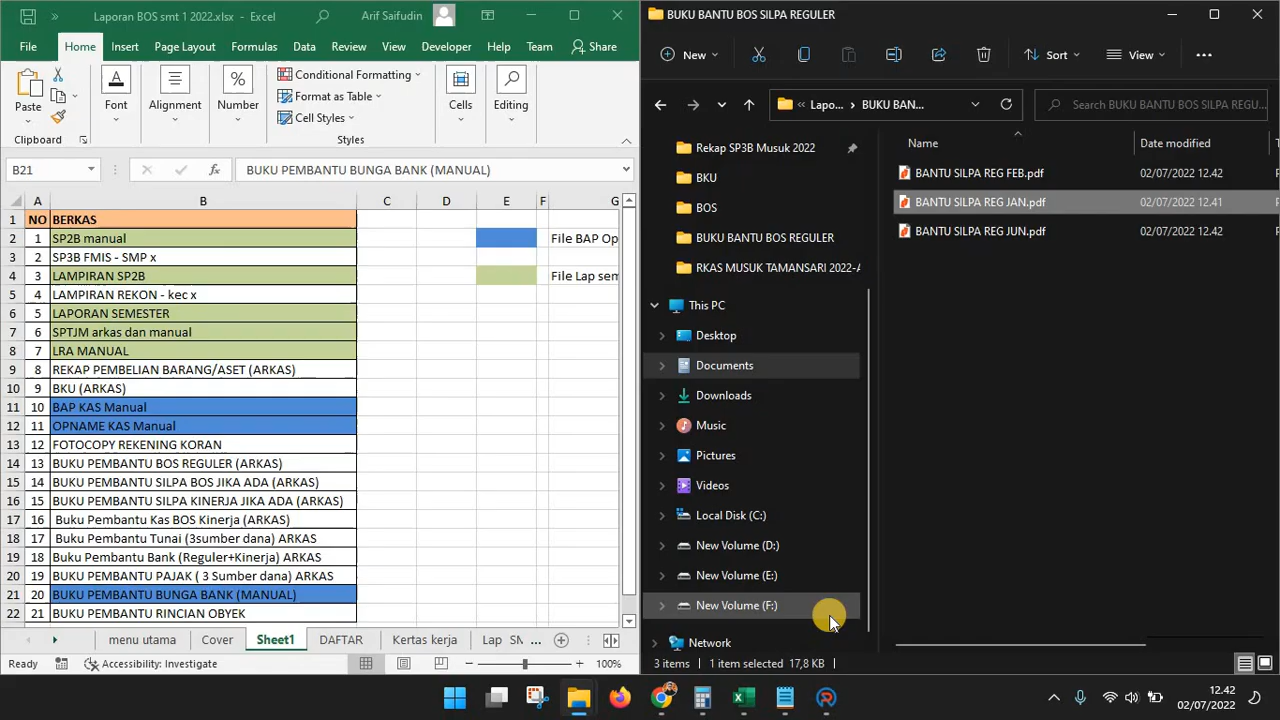 Laporan BOS smt 1 2022.xlsx - Excel
Arif Saifudin
File Home Insert Page Layout Formulas Data Review View Developer Help Team Share
Paste
Clipboard
Font
Alignment
%
Number
Conditional Formatting
Format as Table
Cell Styles
Styles
Cells
Editing
B21 fx BUKU PEMBANTU BUNGA BANK (MANUAL)
A B C D E F G
1 NO BERKAS
2 1 SP2B manual File BAP Op
3 2 SP3B FMIS - SMP x
4 3 LAMPIRAN SP2B File Lap sem
5 4 LAMPIRAN REKON - kec x
6 5 LAPORAN SEMESTER
7 6 SPTJM arkas dan manual
8 7 LRA MANUAL
9 8 REKAP PEMBELIAN BARANG/ASET (ARKAS)
10 9 BKU (ARKAS)
11 10 BAP KAS Manual
12 11 OPNAME KAS Manual
13 12 FOTOCOPY REKENING KORAN
14 13 BUKU PEMBANTU BOS REGULER (ARKAS)
15 14 BUKU PEMBANTU SILPA BOS JIKA ADA (ARKAS)
16 15 BUKU PEMBANTU SILPA KINERJA JIKA ADA (ARKAS)
17 16 Buku Pembantu Kas BOS Kinerja (ARKAS)
18 17 Buku Pembantu Tunai (3sumber dana) ARKAS
19 18 Buku Pembantu Bank (Reguler+Kinerja) ARKAS
20 19 BUKU PEMBANTU PAJAK ( 3 Sumber dana) ARKAS
21 20 BUKU PEMBANTU BUNGA BANK (MANUAL)
22 21 BUKU PEMBANTU RINCIAN OBYEK
menu utama Cover Sheet1 DAFTAR Kertas kerja Lap SN ...
Ready Accessibility: Investigate 100%
BUKU BANTU BOS SILPA REGULER
New Sort View
Lapo... BUKU BAN... Search BUKU BANTU BOS SILPA REGU...
Rekap SP3B Musuk 2022
BKU
BOS
BUKU BANTU BOS REGULER
RKAS MUSUK TAMANSARI 2022-A
This PC
Desktop
Documents
Downloads
Music
Pictures
Videos
Local Disk (C:)
New Volume (D:)
New Volume (E:)
New Volume (F:)
Network
Name Date modified
BANTU SILPA REG FEB.pdf 02/07/2022 12.42
BANTU SILPA REG JAN.pdf 02/07/2022 12.41
BANTU SILPA REG JUN.pdf 02/07/2022 12.42
3 items 1 item selected 17,8 KB
12.42
02/07/2022